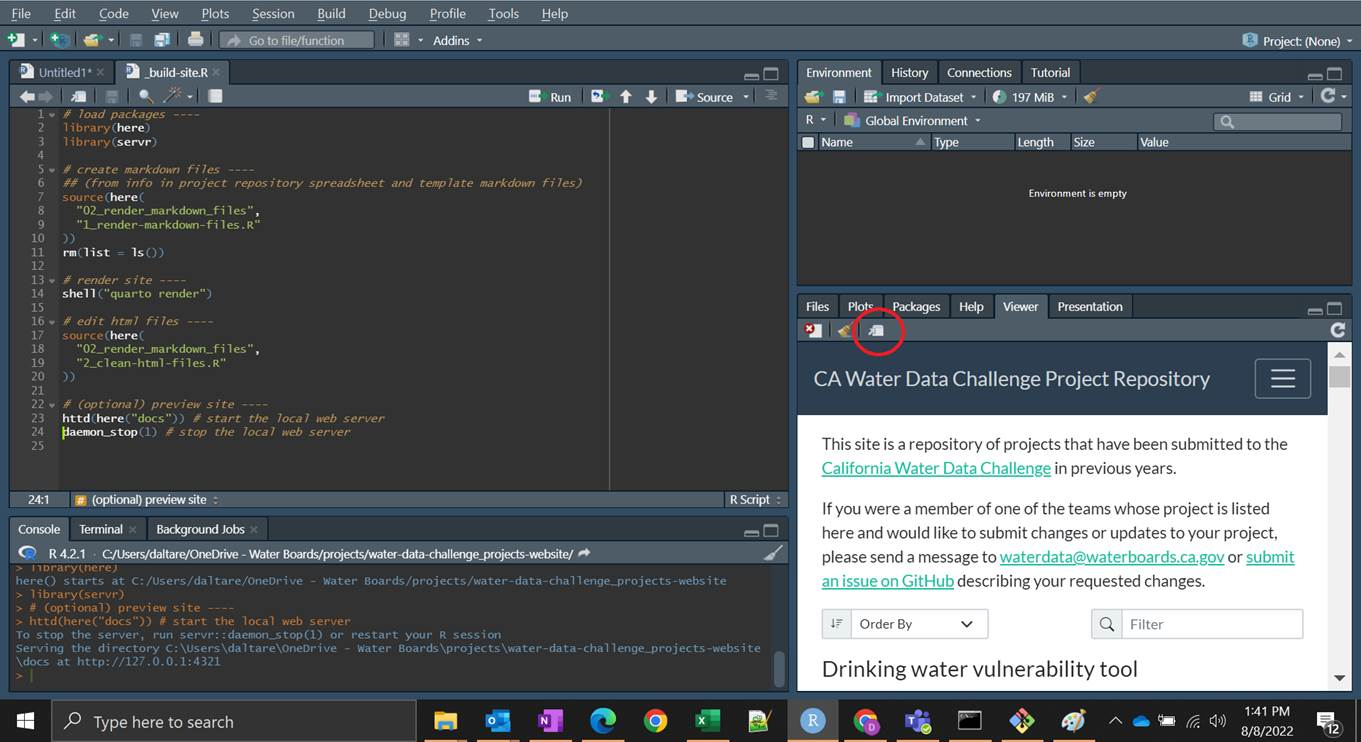 File Edit Code View Plots Session Build Debug Profile Tools Help
Go to file/function Addins Project: (None)
Untitled1* _build-site.R
Run Source
1 # load packages ----
2 library(here)
3 library(servr)
4
5 # create markdown files ----
6 ## (from info in project repository spreadsheet and template markdown files)
7 source(here(
8 "02_render_markdown_files",
9 "1_render-markdown-files.R"
10 ))
11 rm(list = ls())
12
13 # render site ----
14 shell("quarto render")
15
16 # edit html files ----
17 source(here(
18 "02_render_markdown_files",
19 "2_clean-html-files.R"
20 ))
21
22 # (optional) preview site ----
23 httd(here("docs")) # start the local web server
24 daemon_stop(1) # stop the local web server
25
24:1 # (optional) preview site R Script
Console Terminal Background Jobs
R 4.2.1 · C:/Users/daltare/OneDrive - Water Boards/projects/water-data-challenge_projects-website/
> library(here)
here() starts at C:/Users/daltare/OneDrive - Water Boards/projects/water-data-challenge_projects-website
> library(servr)
> # (optional) preview site ----
> httd(here("docs")) # start the local web server
To stop the server, run servr::daemon_stop(1) or restart your R session
Serving the directory C:\Users\daltare\OneDrive - Water Boards\projects\water-data-challenge_projects-website
\docs at http://127.0.0.1:4321
>
Environment History Connections Tutorial
Import Dataset 197 MiB Grid
R Global Environment
Name Type Length Size Value
Environment is empty
Files Plots Packages Help Viewer Presentation
CA Water Data Challenge Project Repository
This site is a repository of projects that have been submitted to the
California Water Data Challenge in previous years.
If you were a member of one of the teams whose project is listed
here and would like to submit changes or updates to your project,
please send a message to waterdata@waterboards.ca.gov or submit
an issue on GitHub describing your requested changes.
Order By Filter
Drinking water vulnerability tool
Type here to search
1:41 PM
8/8/2022
12